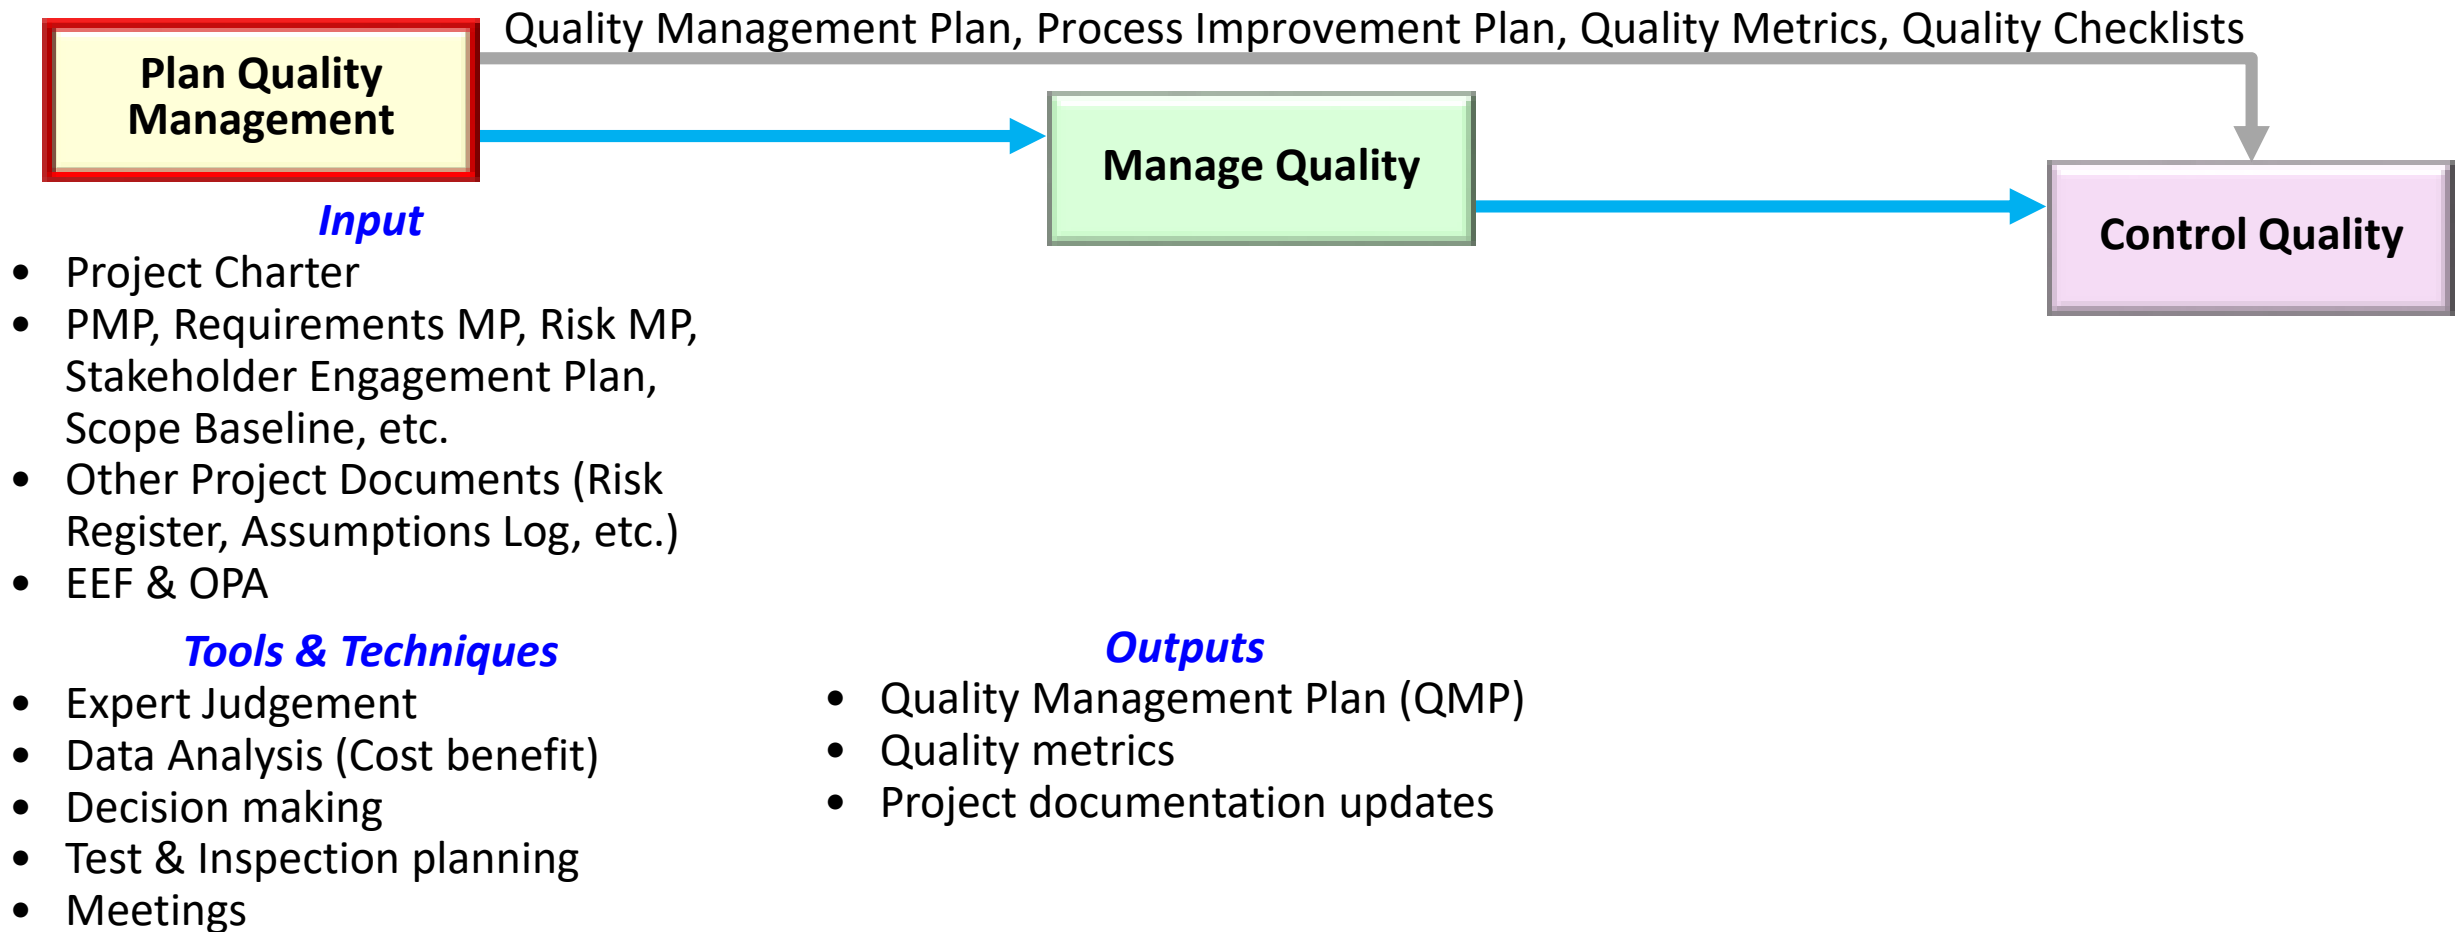 Quality Management Plan, Process Improvement Plan, Quality Metrics, Quality Checklists
Plan Quality
Management
Manage Quality
Control Quality
Input
• Project Charter
• PMP, Requirements MP, Risk MP,
Stakeholder Engagement Plan,
Scope Baseline, etc.
• Other Project Documents (Risk
Register, Assumptions Log, etc.)
• EEF & OPA
Tools & Techniques
• Expert Judgement
• Data Analysis (Cost benefit)
• Decision making
• Test & Inspection planning
• Meetings
Outputs
• Quality Management Plan (QMP)
• Quality metrics
• Project documentation updates